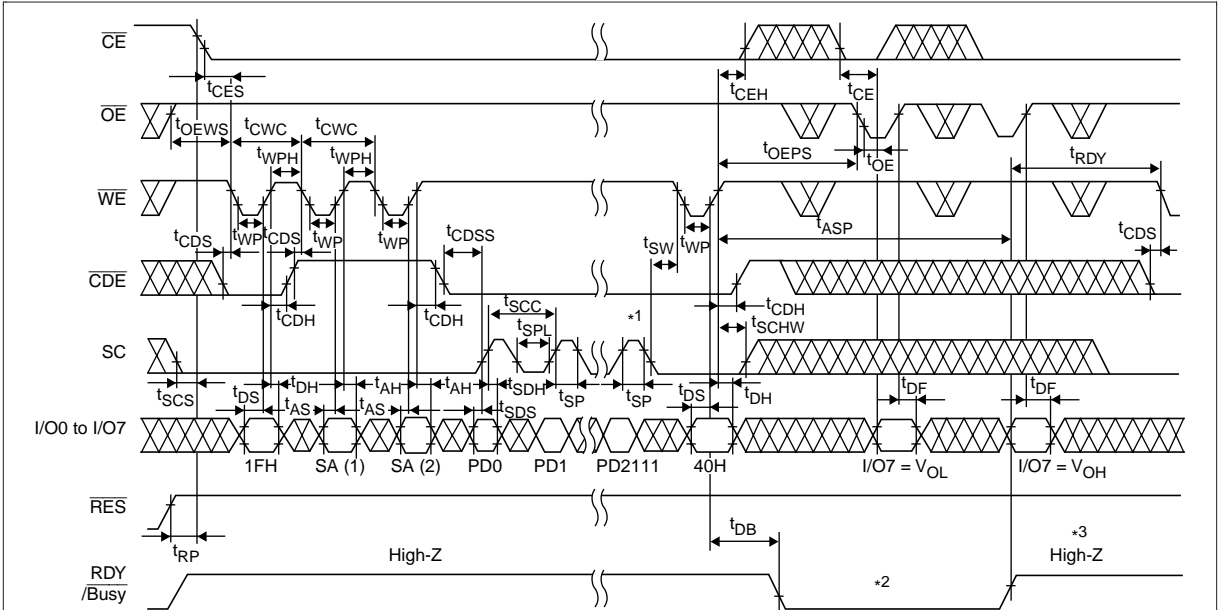 CE
tCES
tCEH
tCE
OE
tOEWS
tCWC
tCWC
tWPH
tWPH
tOEPS
tOE
tRDY
WE
tCDS
tWP
tCDS
tWP
tWP
tCDSS
tSW
tWP
tASP
tCDS
CDE
tCDH
tCDH
tSCC
tSPL
*1
tCDH
tSCHW
SC
tSCS
tDS
tDH
tAS
tAH
tAS
tAH
tSDH
tSDS
tSP
tSP
tDS
tDH
tDF
tDF
I/O0 to I/O7
1FH
SA (1)
SA (2)
PD0
PD1
PD2111
40H
I/O7 = VOL
I/O7 = VOH
RES
tRP
High-Z
tDB
*3
High-Z
RDY
/Busy
*2